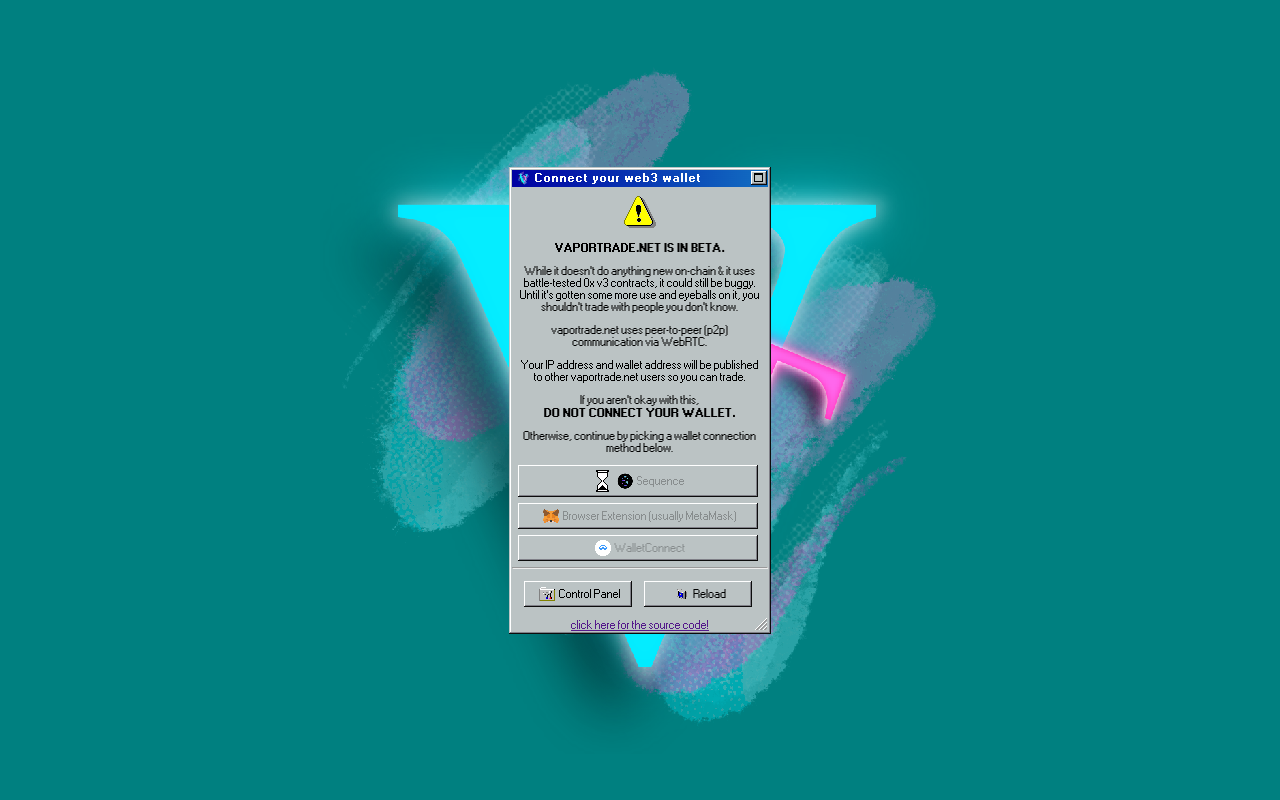 Connect your web3 wallet
VAPORTRADE.NET IS IN BETA.
While it doesn't do anything new on-chain & it uses
battle-tested 0x v3 contracts, it could still be buggy.
Until it's gotten some more use and eyeballs on it, you
shouldn't trade with people you don't know.
vaportrade.net uses peer-to-peer (p2p)
communication via WebRTC.
Your IP address and wallet address will be published
to other vaportrade.net users so you can trade.
If you aren't okay with this,
DO NOT CONNECT YOUR WALLET.
Otherwise, continue by picking a wallet connection
method below.
Sequence
Browser Extension (usually MetaMask)
WalletConnect
Control Panel
Reload
click here for the source code!